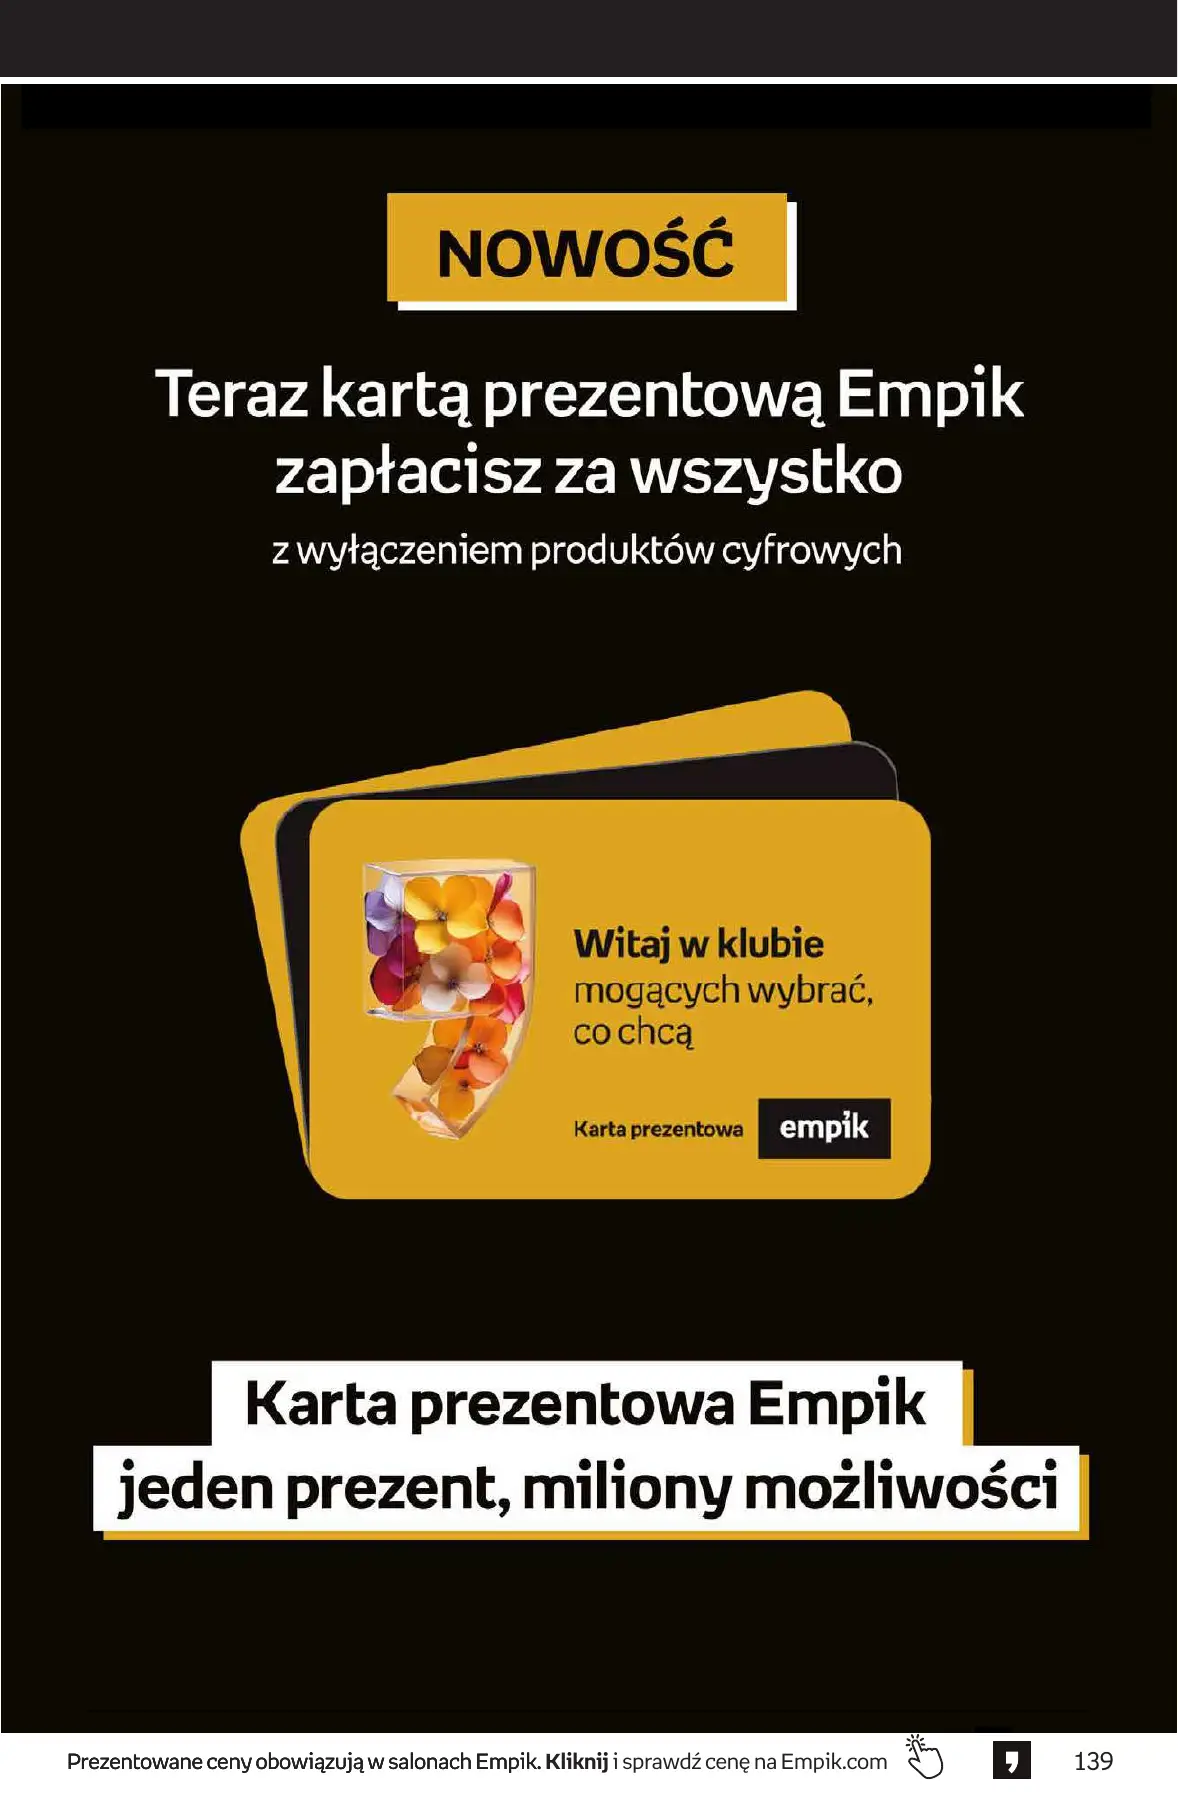 NOWOŚĆ
Teraz kartą prezentową Empik
zapłacisz za wszystko
z wyłączeniem produktów cyfrowych
Witaj w klubie
mogących wybrać,
co chcą
Karta prezentowa empik
Karta prezentowa Empik
jeden prezent, miliony możliwości
Prezentowane ceny obowiązują w salonach Empik. Kliknij i sprawdź cenę na Empik.com 139